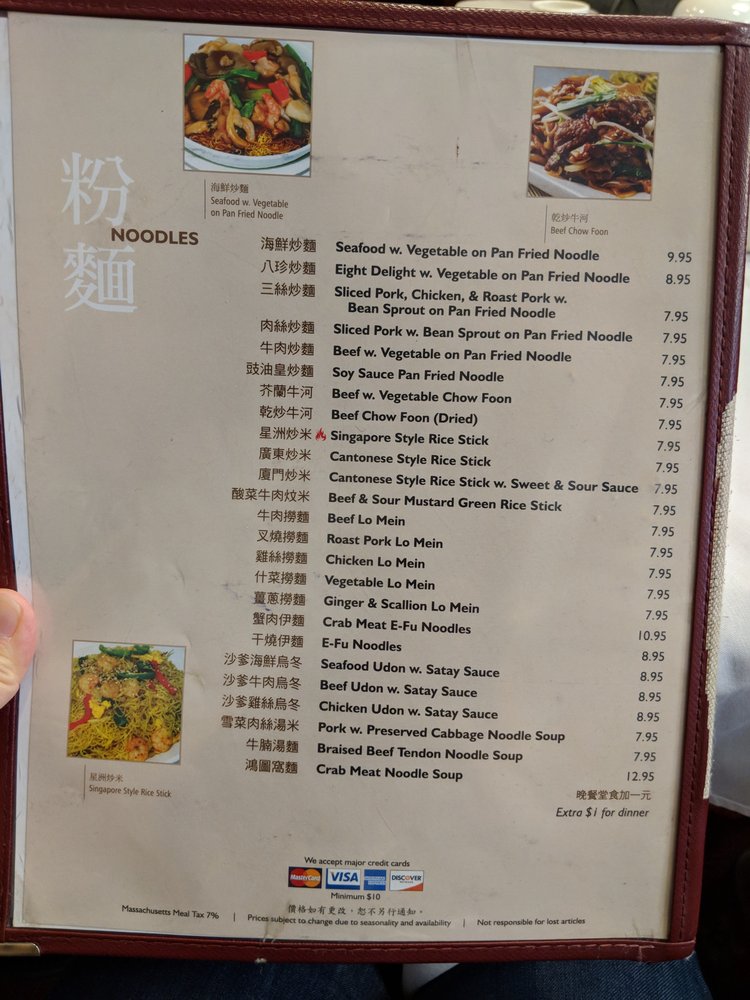 海鮮炒麵
Seafood w. Vegetable
on Pan Fried Noodle
乾炒牛河
Beef Chow Foon
粉麵
NOODLES
海鮮炒麵 Seafood w. Vegetable on Pan Fried Noodle 9.95
八珍炒麵 Eight Delight w. Vegetable on Pan Fried Noodle 8.95
三絲炒麵 Sliced Pork, Chicken, & Roast Pork w.
Bean Sprout on Pan Fried Noodle 7.95
肉絲炒麵 Sliced Pork w. Bean Sprout on Pan Fried Noodle 7.95
牛肉炒麵 Beef w. Vegetable on Pan Fried Noodle 7.95
豉油皇炒麵 Soy Sauce Pan Fried Noodle 7.95
芥蘭牛河 Beef w. Vegetable Chow Foon 7.95
乾炒牛河 Beef Chow Foon (Dried) 7.95
星洲炒米 Singapore Style Rice Stick 7.95
廣東炒米 Cantonese Style Rice Stick 7.95
廈門炒米 Cantonese Style Rice Stick w. Sweet & Sour Sauce 7.95
酸菜牛肉炆米 Beef & Sour Mustard Green Rice Stick 7.95
牛肉撈麵 Beef Lo Mein 7.95
叉燒撈麵 Roast Pork Lo Mein 7.95
雞絲撈麵 Chicken Lo Mein 7.95
什菜撈麵 Vegetable Lo Mein 7.95
薑蔥撈麵 Ginger & Scallion Lo Mein 7.95
蟹肉伊麵 Crab Meat E-Fu Noodles 10.95
干燒伊麵 E-Fu Noodles 8.95
沙爹海鮮烏冬 Seafood Udon w. Satay Sauce 8.95
沙爹牛肉烏冬 Beef Udon w. Satay Sauce 8.95
沙爹雞絲烏冬 Chicken Udon w. Satay Sauce 8.95
雪菜肉絲湯米 Pork w. Preserved Cabbage Noodle Soup 7.95
牛腩湯麵 Braised Beef Tendon Noodle Soup 7.95
鴻圖窩麵 Crab Meat Noodle Soup 12.95
晚餐堂食加一元
Extra $1 for dinner
星洲炒米
Singapore Style Rice Stick
We accept major credit cards
MasterCard VISA AMERICAN EXPRESS DISCOVER
Minimum $10
價格如有更改，恕不另行通知。
Massachusetts Meal Tax 7% | Prices subject to change due to seasonality and availability | Not responsible for lost articles